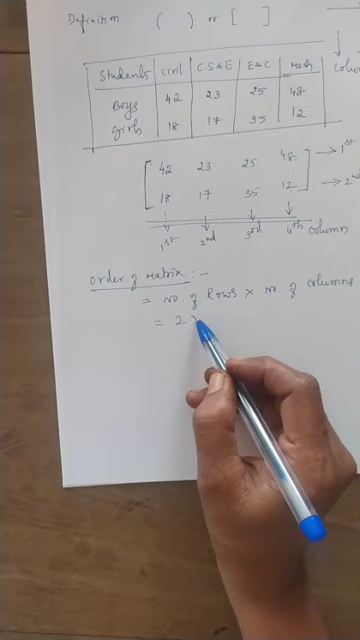 Definition ( ) or [ ]
Students Civil CS&E E&C Mech
Boys 42 23 25 48
Girls 18 17 35 12
42 23 25 48 → 1st
18 17 35 12 → 2nd
1st 2nd 3rd 4th column
Order of Matrix :-
= no. of Rows × no. of columns
= 2